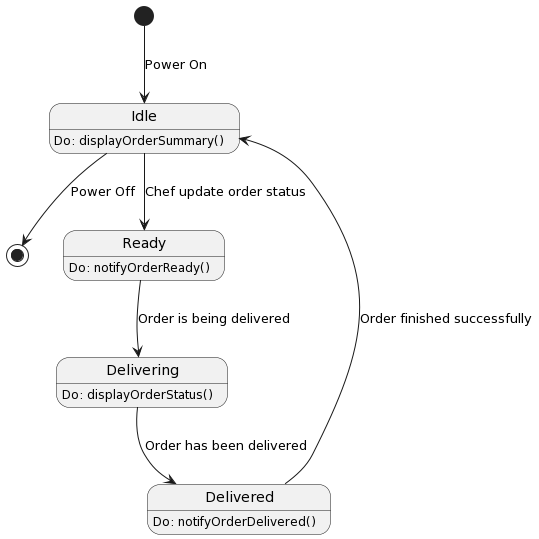 Power On
Idle
Do: displayOrderSummary()
Power Off
Chef update order status
Ready
Do: notifyOrderReady()
Order is being delivered
Order finished successfully
Delivering
Do: displayOrderStatus()
Order has been delivered
Delivered
Do: notifyOrderDelivered()